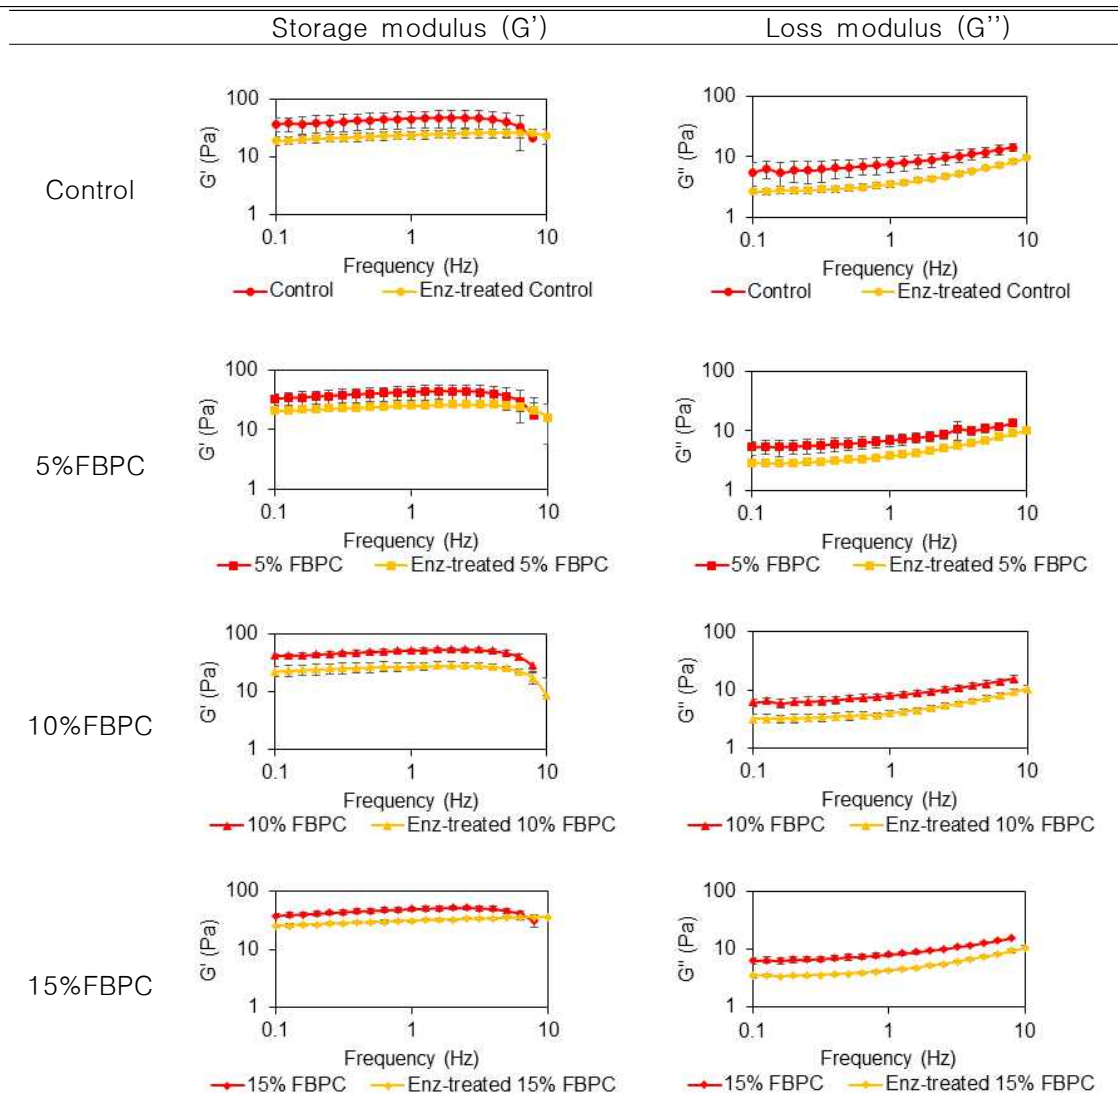 Storage modulus (G’) Loss modulus (G’’)
Control
G' (Pa)
100
10
1
0.1 1 10
Frequency (Hz)
Control Enz-treated Control
G" (Pa)
100
10
1
0.1 1 10
Frequency (Hz)
Control Enz-treated Control
5%FBPC
G' (Pa)
100
10
1
0.1 1 10
Frequency (Hz)
5% FBPC Enz-treated 5% FBPC
G" (Pa)
100
10
1
0.1 1 10
Frequency (Hz)
5% FBPC Enz-treated 5% FBPC
10%FBPC
G' (Pa)
100
10
1
0.1 1 10
Frequency (Hz)
10% FBPC Enz-treated 10% FBPC
G" (Pa)
100
10
1
0.1 1 10
Frequency (Hz)
10% FBPC Enz-treated 10% FBPC
15%FBPC
G' (Pa)
100
10
1
0.1 1 10
Frequency (Hz)
15% FBPC Enz-treated 15% FBPC
G" (Pa)
100
10
1
0.1 1 10
Frequency (Hz)
15% FBPC Enz-treated 15% FBPC